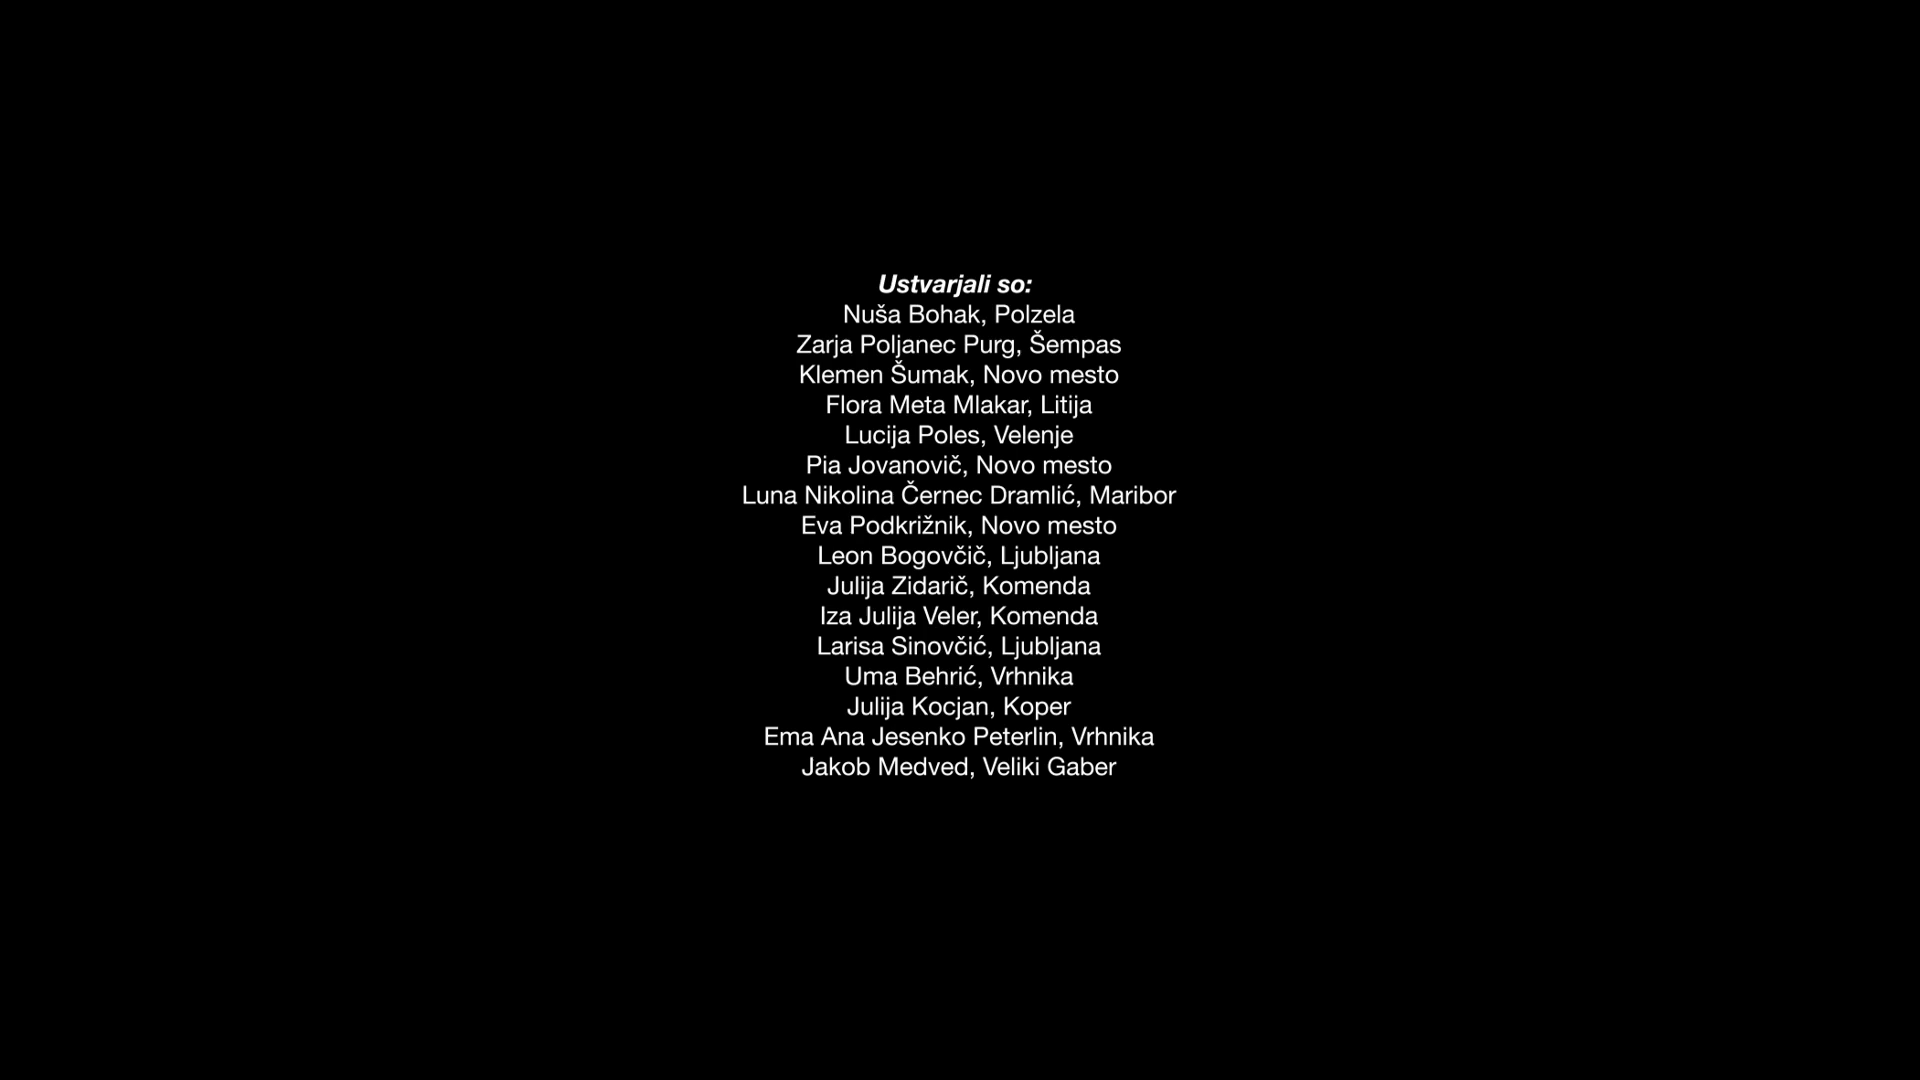 Ustvarjali so:
Nuša Bohak, Polzela
Zarja Poljanec Purg, Šempas
Klemen Šumak, Novo mesto
Flora Meta Mlakar, Litija
Lucija Poles, Velenje
Pia Jovanovič, Novo mesto
Luna Nikolina Černec Dramlić, Maribor
Eva Podkrižnik, Novo mesto
Leon Bogovčič, Ljubljana
Julija Zidarič, Komenda
Iza Julija Veler, Komenda
Larisa Sinovčić, Ljubljana
Uma Behrić, Vrhnika
Julija Kocjan, Koper
Ema Ana Jesenko Peterlin, Vrhnika
Jakob Medved, Veliki Gaber